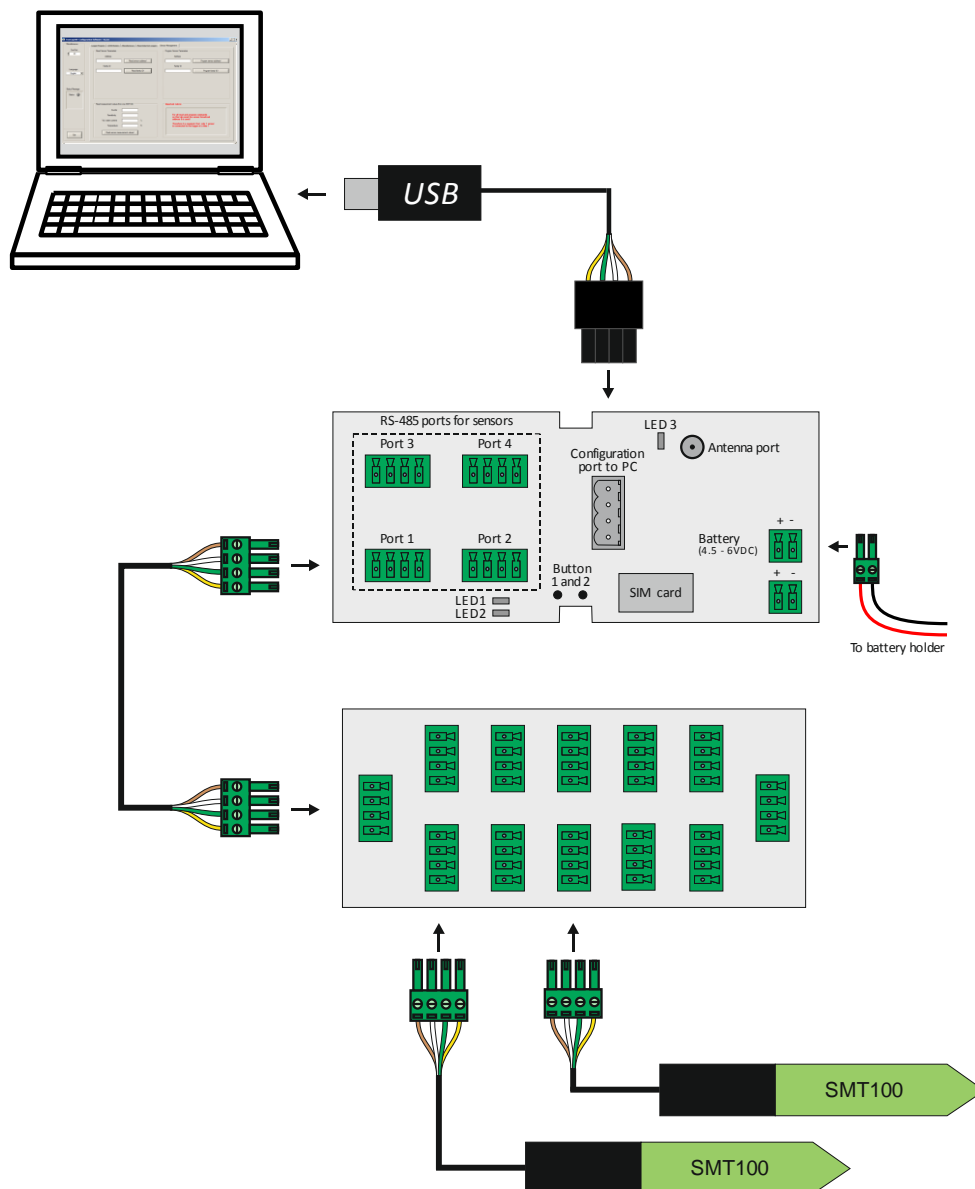 USB
RS-485 ports for sensors
Port 3
Port 4
LED 3
Antenna port
Configuration
port to PC
+ -
Battery
(4.5 - 6VDC)
Port 1
Port 2
Button
1 and 2
+ -
SIM card
LED1
LED2
To battery holder
SMT100
SMT100